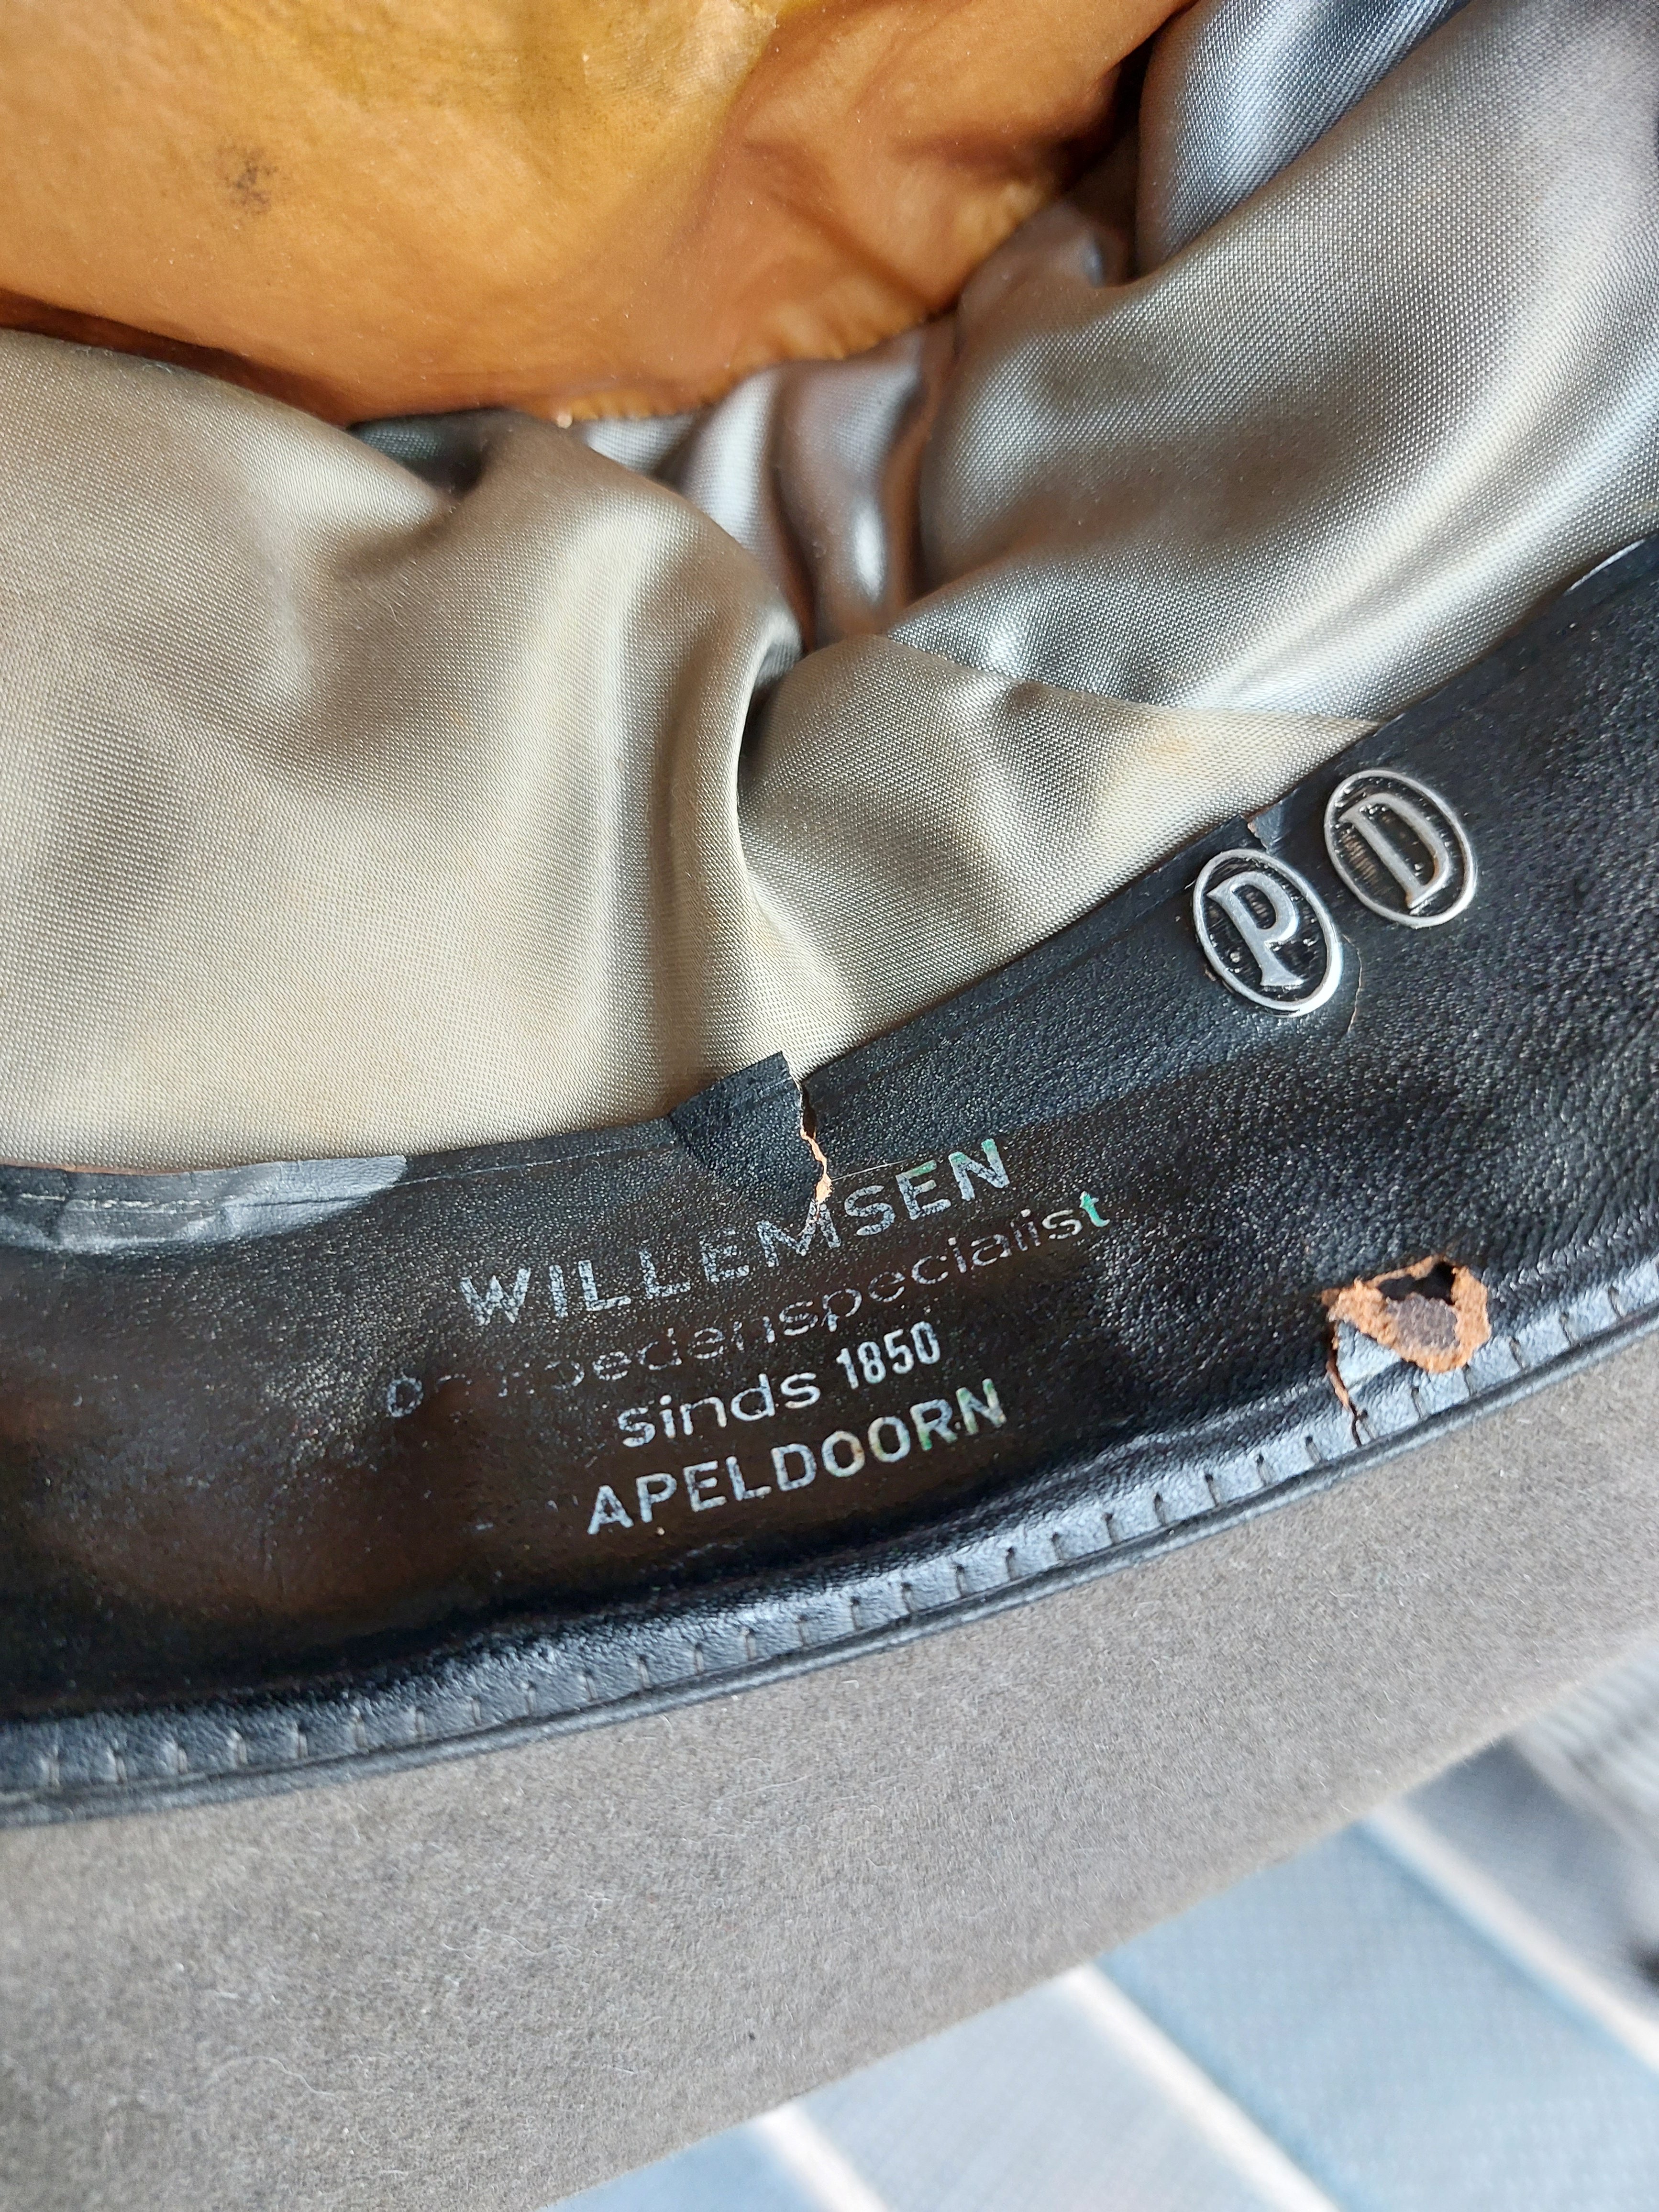 P D
WILLEMSEN
sinds 1850
APELDOORN